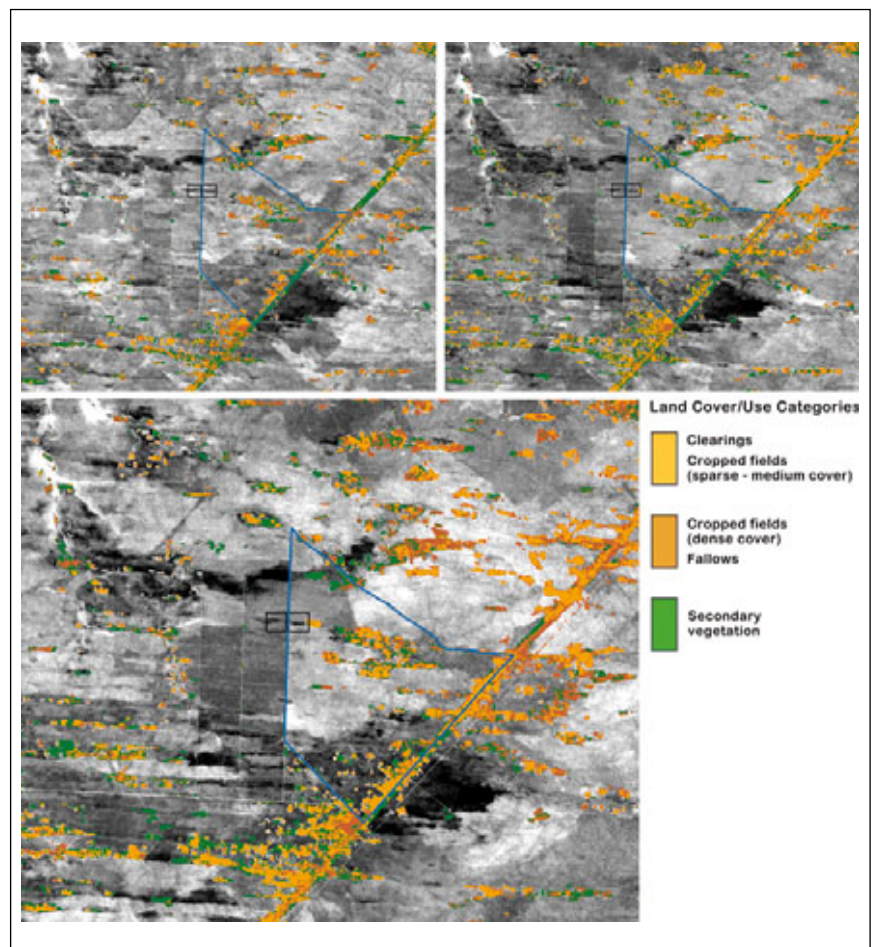 Land Cover/Use Categories
Clearings
Cropped fields
(sparse - medium cover)
Cropped fields
(dense cover)
Fallows
Secondary
vegetation